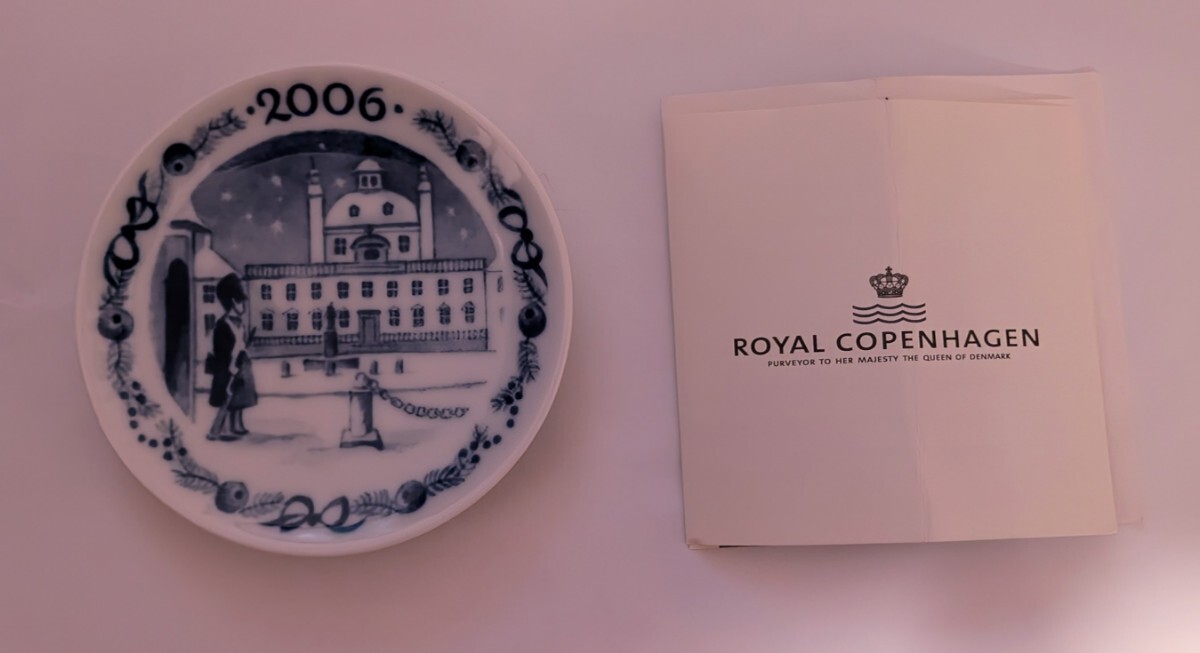 ·2006·
ROYAL COPENHAGEN
PURVEYOR TO HER MAJESTY THE QUEEN OF DENMARK